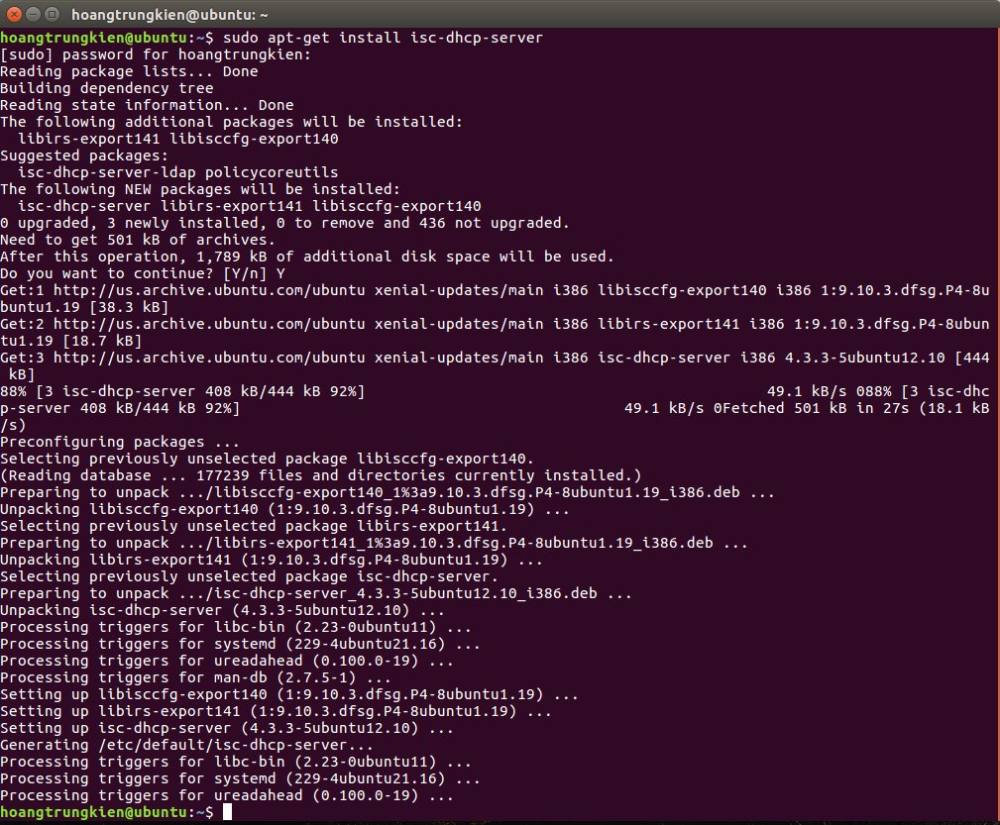 hoangtrungkien@ubuntu: ~
hoangtrungkien@ubuntu:~$ sudo apt-get install isc-dhcp-server
[sudo] password for hoangtrungkien:
Reading package lists... Done
Building dependency tree
Reading state information... Done
The following additional packages will be installed:
  libirs-export141 libisccfg-export140
Suggested packages:
  isc-dhcp-server-ldap policycoreutils
The following NEW packages will be installed:
  isc-dhcp-server libirs-export141 libisccfg-export140
0 upgraded, 3 newly installed, 0 to remove and 436 not upgraded.
Need to get 501 kB of archives.
After this operation, 1,789 kB of additional disk space will be used.
Do you want to continue? [Y/n] Y
Get:1 http://us.archive.ubuntu.com/ubuntu xenial-updates/main i386 libisccfg-export140 i386 1:9.10.3.dfsg.P4-8u
buntu1.19 [38.3 kB]
Get:2 http://us.archive.ubuntu.com/ubuntu xenial-updates/main i386 libirs-export141 i386 1:9.10.3.dfsg.P4-8ubun
tu1.19 [18.7 kB]
Get:3 http://us.archive.ubuntu.com/ubuntu xenial-updates/main i386 isc-dhcp-server i386 4.3.3-5ubuntu12.10 [444
 kB]
88% [3 isc-dhcp-server 408 kB/444 kB 92%]                                             49.1 kB/s 088% [3 isc-dhc
p-server 408 kB/444 kB 92%]                                           49.1 kB/s 0Fetched 501 kB in 27s (18.1 kB
/s)
Preconfiguring packages ...
Selecting previously unselected package libisccfg-export140.
(Reading database ... 177239 files and directories currently installed.)
Preparing to unpack .../libisccfg-export140_1%3a9.10.3.dfsg.P4-8ubuntu1.19_i386.deb ...
Unpacking libisccfg-export140 (1:9.10.3.dfsg.P4-8ubuntu1.19) ...
Selecting previously unselected package libirs-export141.
Preparing to unpack .../libirs-export141_1%3a9.10.3.dfsg.P4-8ubuntu1.19_i386.deb ...
Unpacking libirs-export141 (1:9.10.3.dfsg.P4-8ubuntu1.19) ...
Selecting previously unselected package isc-dhcp-server.
Preparing to unpack .../isc-dhcp-server_4.3.3-5ubuntu12.10_i386.deb ...
Unpacking isc-dhcp-server (4.3.3-5ubuntu12.10) ...
Processing triggers for libc-bin (2.23-0ubuntu11) ...
Processing triggers for systemd (229-4ubuntu21.16) ...
Processing triggers for ureadahead (0.100.0-19) ...
Processing triggers for man-db (2.7.5-1) ...
Setting up libisccfg-export140 (1:9.10.3.dfsg.P4-8ubuntu1.19) ...
Setting up libirs-export141 (1:9.10.3.dfsg.P4-8ubuntu1.19) ...
Setting up isc-dhcp-server (4.3.3-5ubuntu12.10) ...
Generating /etc/default/isc-dhcp-server...
Processing triggers for libc-bin (2.23-0ubuntu11) ...
Processing triggers for systemd (229-4ubuntu21.16) ...
Processing triggers for ureadahead (0.100.0-19) ...
hoangtrungkien@ubuntu:~$